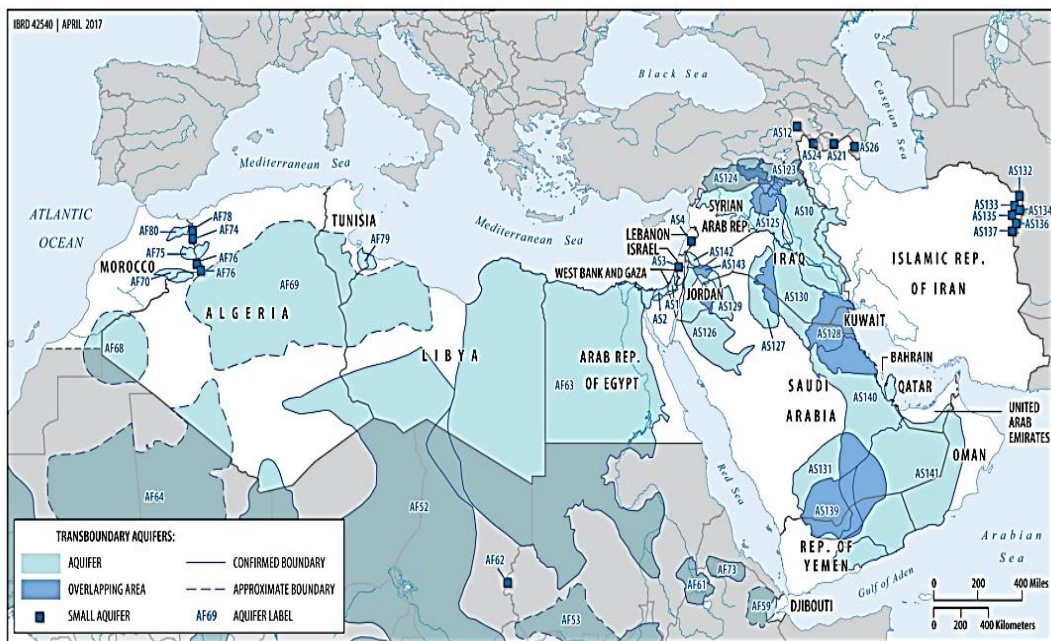 IBRD 42540 | APRIL 2017
Black Sea
Caspian Sea
Mediterranean Sea
Mediterranean Sea
ATLANTIC
OCEAN
AS12
AS24
AS21
AS26
AS132
AS133
AS134
AS135
AS136
AS137
AS124
AS123
AS10
SYRIAN
ARAB REP.
AS125
AS4
LEBANON
ISRAEL
AS3
WEST BANK AND GAZA
AS142
AS143
IRAQ
ISLAMIC REP.
OF IRAN
TUNISIA
AF79
AF78
AF80
AF74
AF75
AF76
AF76
AF70
MOROCCO
AF69
ALGERIA
AF68
LIBYA
ARAB REP.
OF EGYPT
AF63
AS1
AS2
JORDAN
AS129
AS126
AS130
AS127
AS128
KUWAIT
BAHRAIN
QATAR
SAUDI
ARABIA
AS140
UNITED
ARAB
EMIRATES
OMAN
AS141
AS131
AS139
Red Sea
REP. OF
YEMEN
Gulf of Aden
Arabian
Sea
DJIBOUTI
AF64
AF52
AF62
AF53
AF61
AF73
AF59
TRANSBOUNDARY AQUIFERS:
AQUIFER
CONFIRMED BOUNDARY
OVERLAPPING AREA
APPROXIMATE BOUNDARY
SMALL AQUIFER
AF69 AQUIFER LABEL
0 200 400 Miles
0 200 400 Kilometers